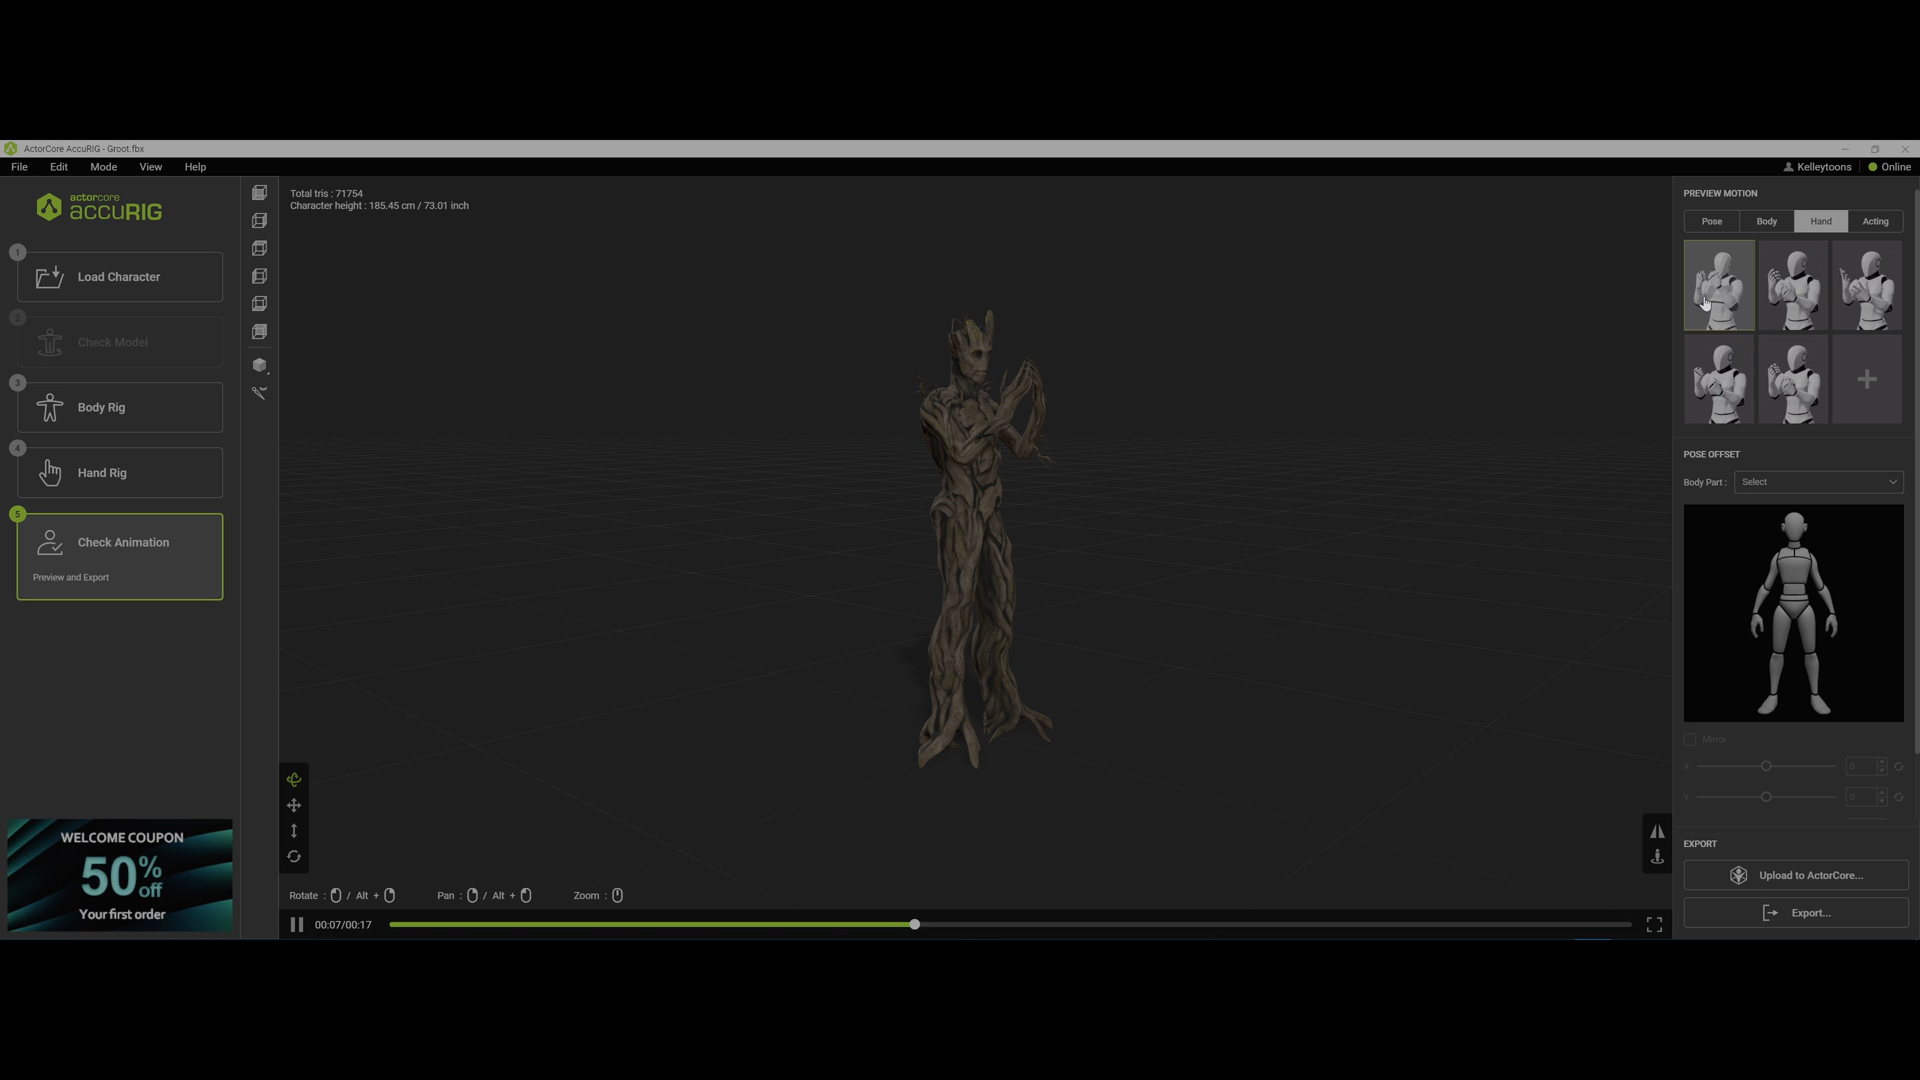 ActorCore AccuRIG - Groot.fbx
File Edit Mode View Help
Kelleytoons Online
actorcore
accuRIG
1
Load Character
2
Check Model
3
Body Rig
4
Hand Rig
5
Check Animation
Preview and Export
WELCOME COUPON
50% off
Your first order
Total tris : 71754
Character height : 185.45 cm / 73.01 inch
Rotate : / Alt + Pan : / Alt + Zoom :
00:07/00:17
PREVIEW MOTION
Pose Body Hand Acting
POSE OFFSET
Body Part : Select
Mirror
X 0
Y 0
EXPORT
Upload to ActorCore...
Export...